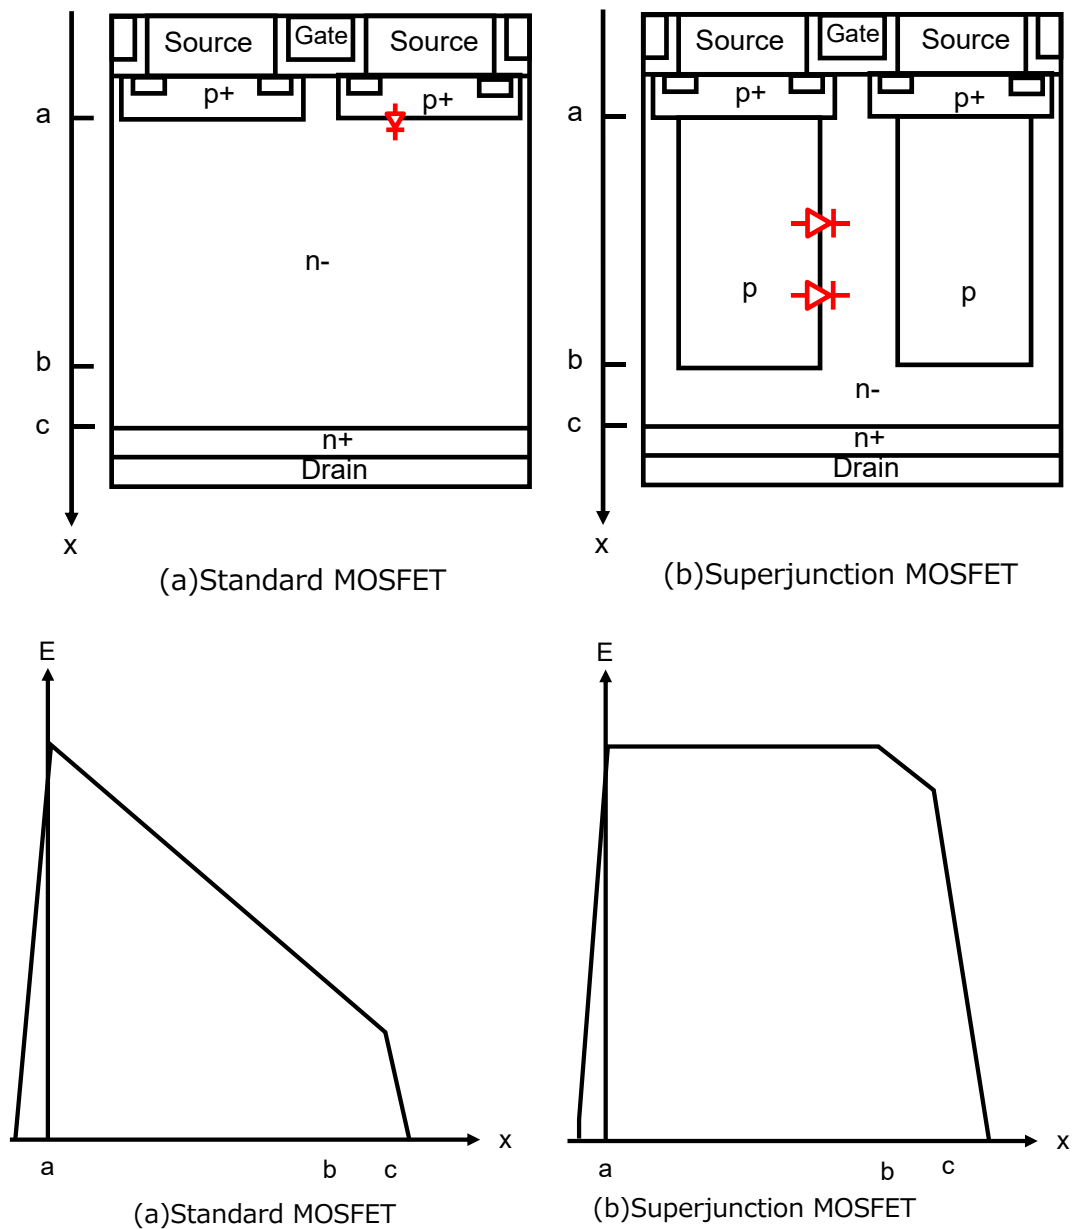 Source Gate Source
p+ p+
a
n-
b
c
n+
Drain
x
(a)Standard MOSFET
Source Gate Source
p+ p+
a
p p
b
n-
c
n+
Drain
x
(b)Superjunction MOSFET
E
x
a b c
(a)Standard MOSFET
E
x
a b c
(b)Superjunction MOSFET